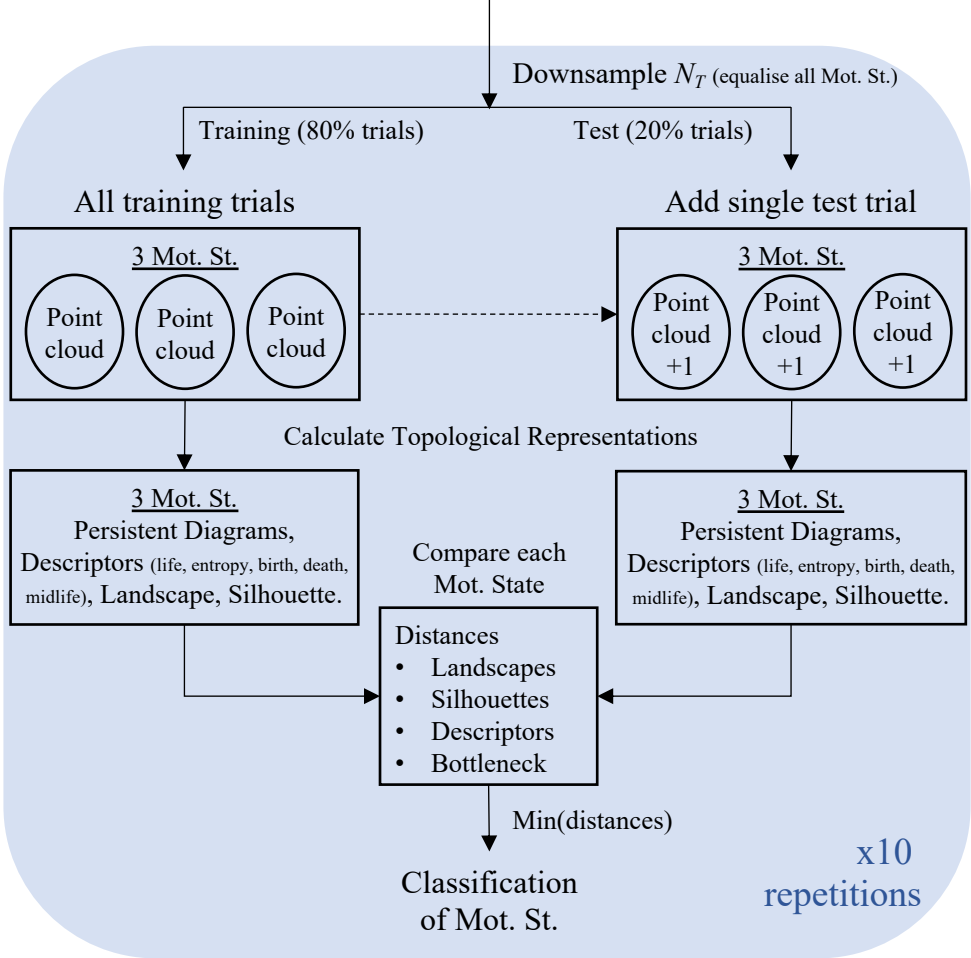 Downsample N_T (equalise all Mot. St.)
Training (80% trials)
Test (20% trials)
All training trials
Add single test trial
3 Mot. St.
Point
cloud
Point
cloud
Point
cloud
3 Mot. St.
Point
cloud
+1
Point
cloud
+1
Point
cloud
+1
Calculate Topological Representations
3 Mot. St.
Persistent Diagrams,
Descriptors (life, entropy, birth, death,
midlife), Landscape, Silhouette.
3 Mot. St.
Persistent Diagrams,
Descriptors (life, entropy, birth, death,
midlife), Landscape, Silhouette.
Compare each
Mot. State
Distances
• Landscapes
• Silhouettes
• Descriptors
• Bottleneck
Min(distances)
Classification
of Mot. St.
x10
repetitions